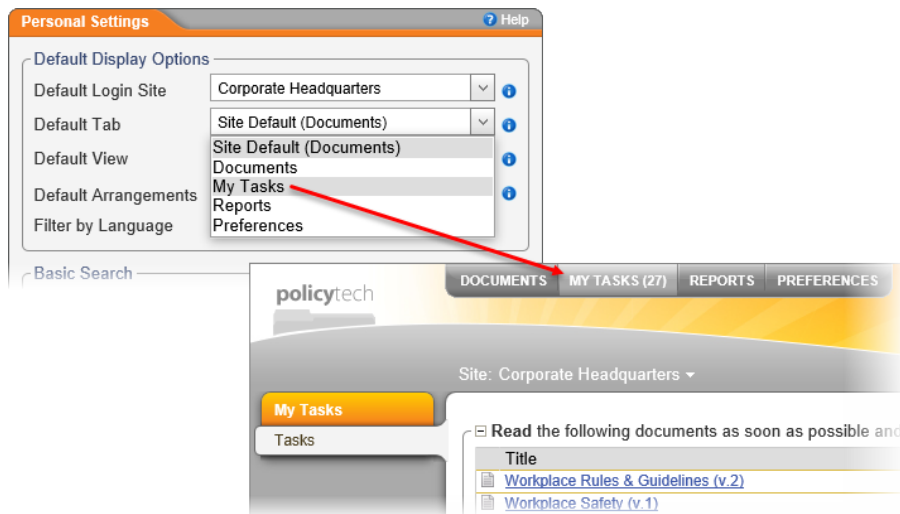 Personal Settings
Help
Default Display Options
Default Login Site
Corporate Headquarters
Default Tab
Site Default (Documents)
Default View
Site Default (Documents)
Documents
My Tasks
Reports
Preferences
Default Arrangements
Filter by Language
Basic Search
policytech
DOCUMENTS
MY TASKS (27)
REPORTS
PREFERENCES
Site: Corporate Headquarters
My Tasks
Tasks
Read the following documents as soon as possible and
Title
Workplace Rules & Guidelines (v.2)
Workplace Safety (v.1)